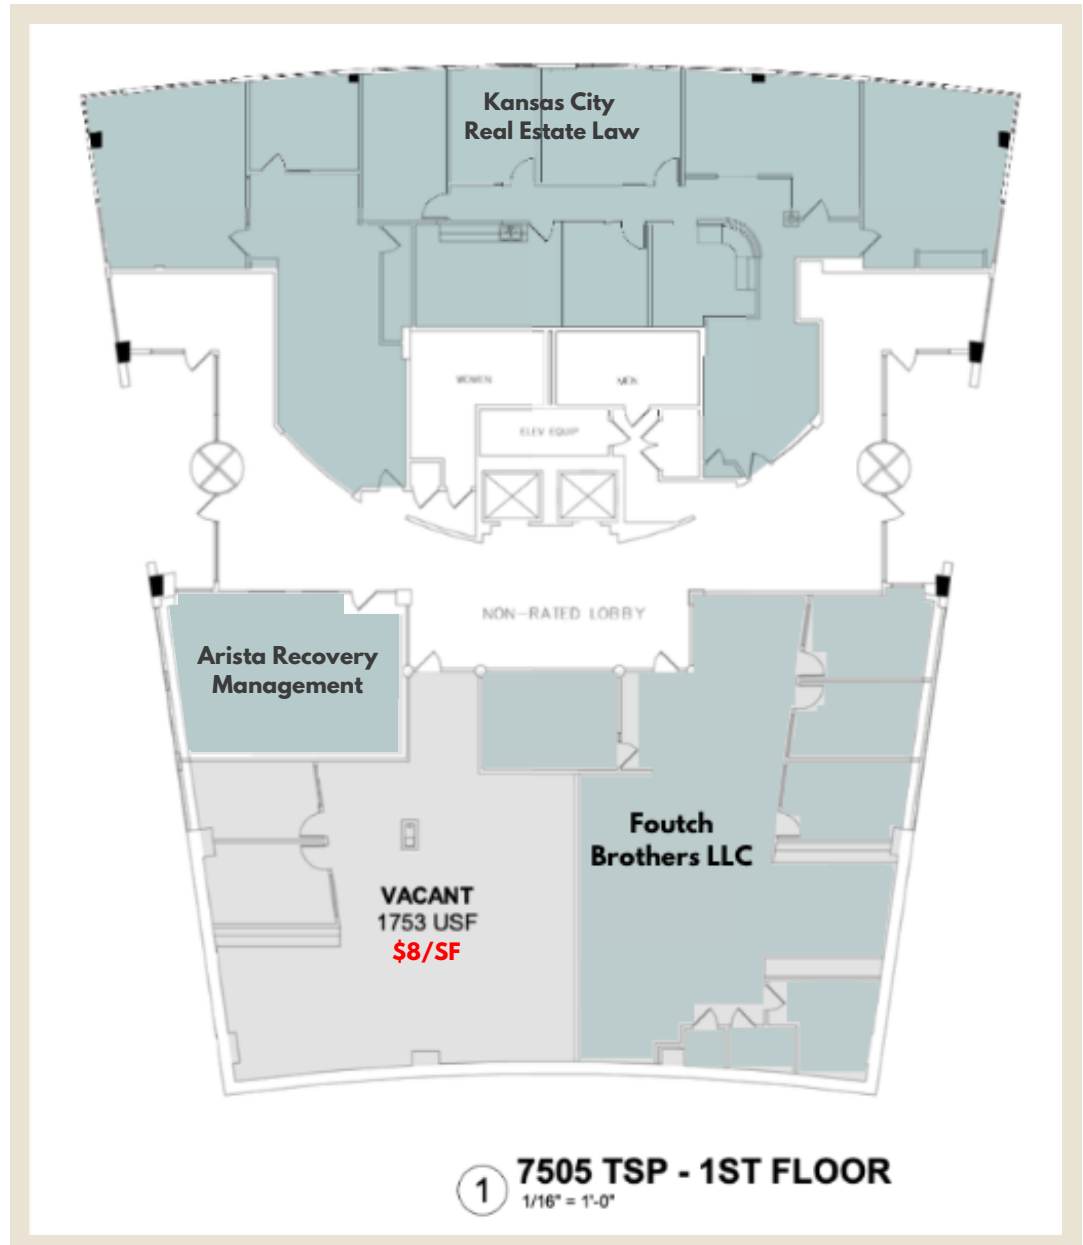 Kansas City
Real Estate Law
WOMEN
MEN
ELEV EQUIP
NON-RATED LOBBY
Arista Recovery
Management
Foutch
Brothers LLC
VACANT
1753 USF
$8/SF
1
7505 TSP - 1ST FLOOR
1/16" = 1'-0"